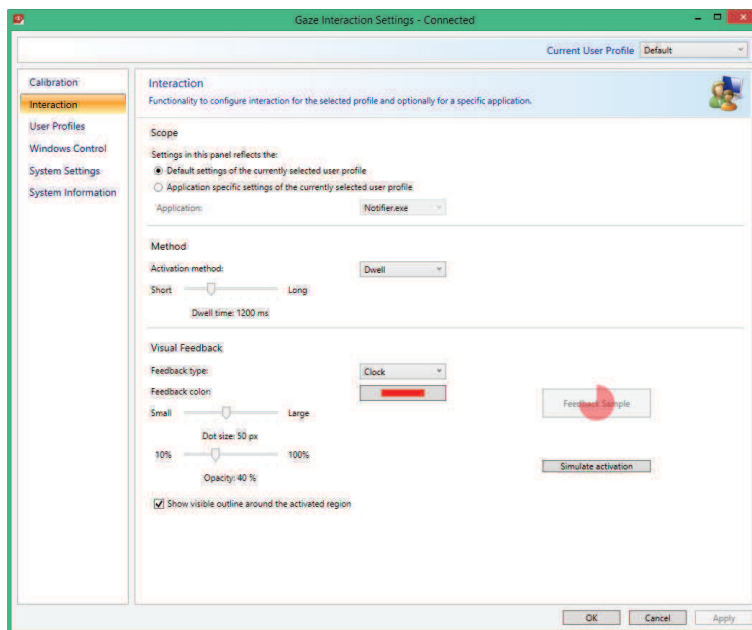 Gaze Interaction Settings - Connected
Current User Profile Default
Calibration
Interaction
User Profiles
Windows Control
System Settings
System Information
Interaction
Functionality to configure interaction for the selected profile and optionally for a specific application.
Scope
Settings in this panel reflects the:
Default settings of the currently selected user profile
Application specific settings of the currently selected user profile
Application: Notifier.exe
Method
Activation method: Dwell
Short Long
Dwell time: 1200 ms
Visual Feedback
Feedback type: Clock
Feedback color:
Feedback Sample
Small Large
Dot size: 50 px
10% 100%
Simulate activation
Opacity: 40 %
Show visible outline around the activated region
OK Cancel Apply